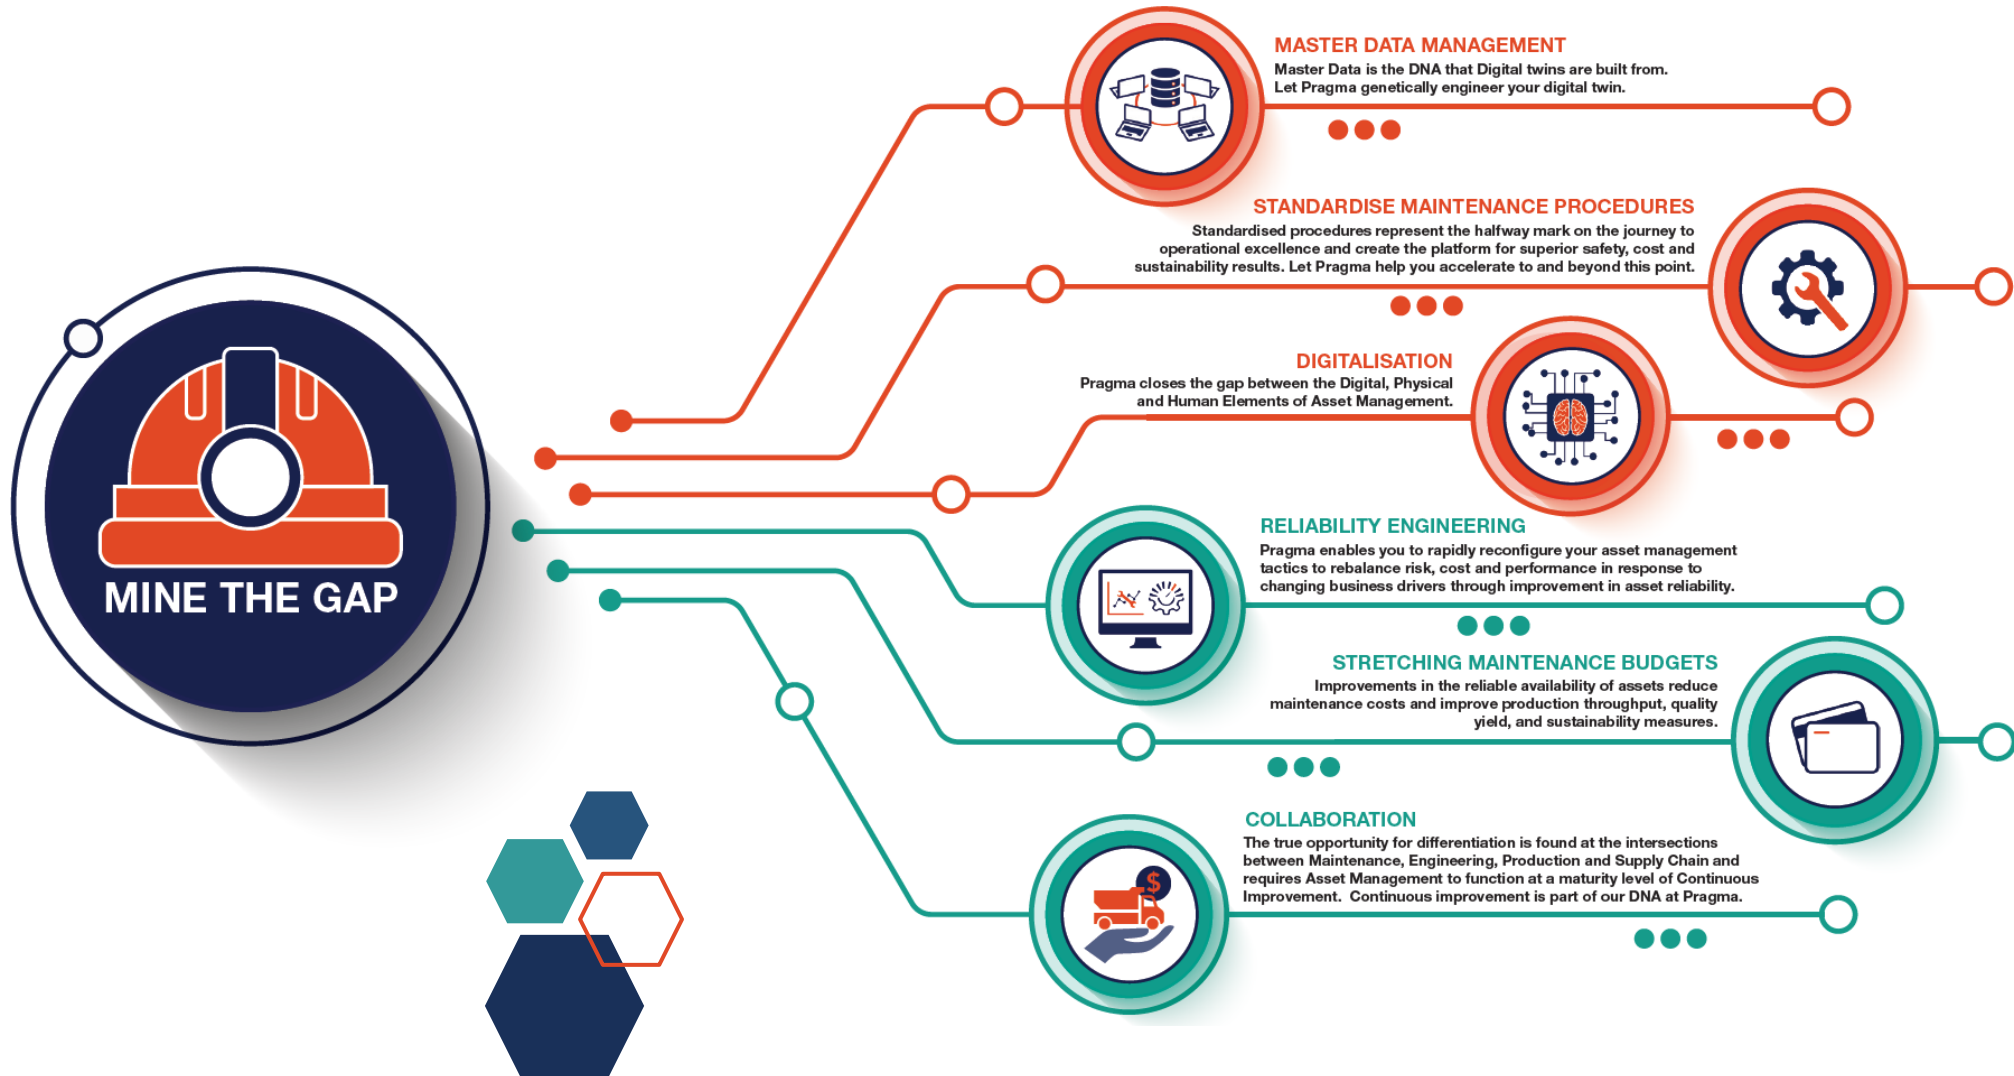 MINE THE GAP
MASTER DATA MANAGEMENT
Master Data is the DNA that Digital twins are built from.
Let Pragma genetically engineer your digital twin.
STANDARDISE MAINTENANCE PROCEDURES
Standardised procedures represent the halfway mark on the journey to
operational excellence and create the platform for superior safety, cost and
sustainability results. Let Pragma help you accelerate to and beyond this point.
DIGITALISATION
Pragma closes the gap between the Digital, Physical
and Human Elements of Asset Management.
RELIABILITY ENGINEERING
Pragma enables you to rapidly reconfigure your asset management
tactics to rebalance risk, cost and performance in response to
changing business drivers through improvement in asset reliability.
STRETCHING MAINTENANCE BUDGETS
Improvements in the reliable availability of assets reduce
maintenance costs and improve production throughput, quality
yield, and sustainability measures.
COLLABORATION
The true opportunity for differentiation is found at the intersections
between Maintenance, Engineering, Production and Supply Chain and
requires Asset Management to function at a maturity level of Continuous
Improvement.  Continuous improvement is part of our DNA at Pragma.
$